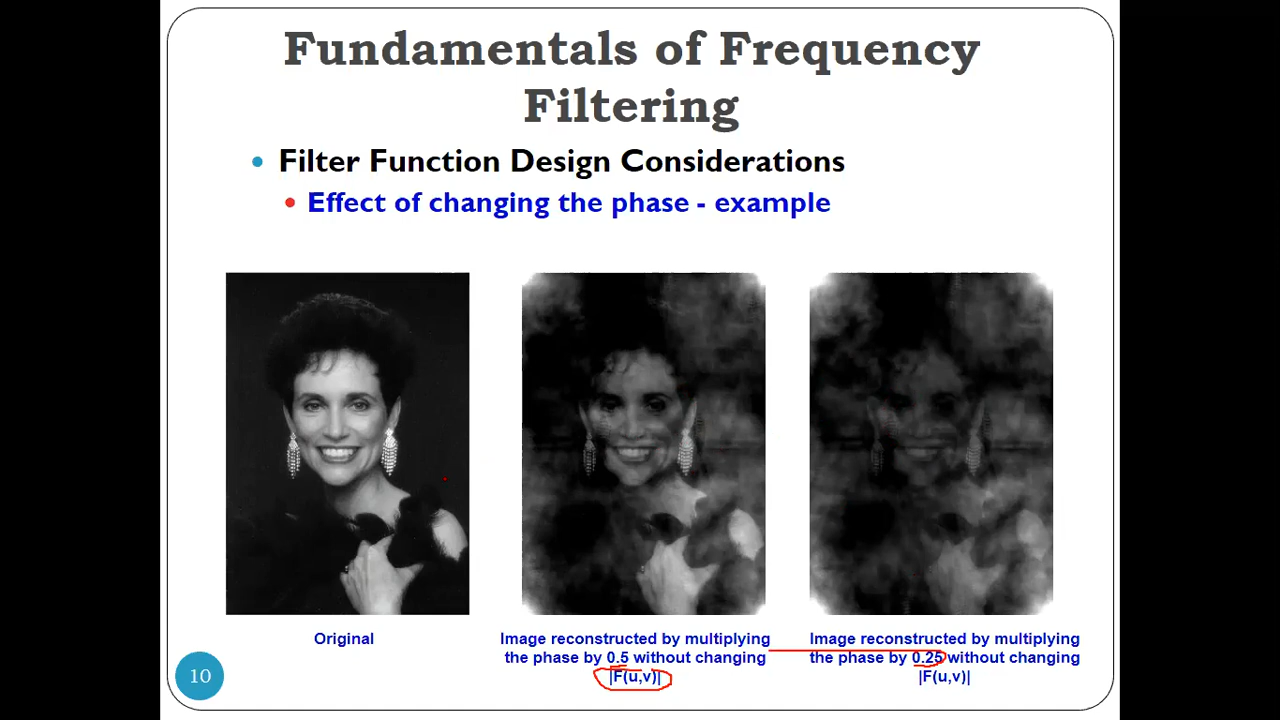 Fundamentals of Frequency
Filtering
• Filter Function Design Considerations
• Effect of changing the phase - example
Original
Image reconstructed by multiplying
the phase by 0.5 without changing
|F(u,v)|
Image reconstructed by multiplying
the phase by 0.25 without changing
|F(u,v)|
10